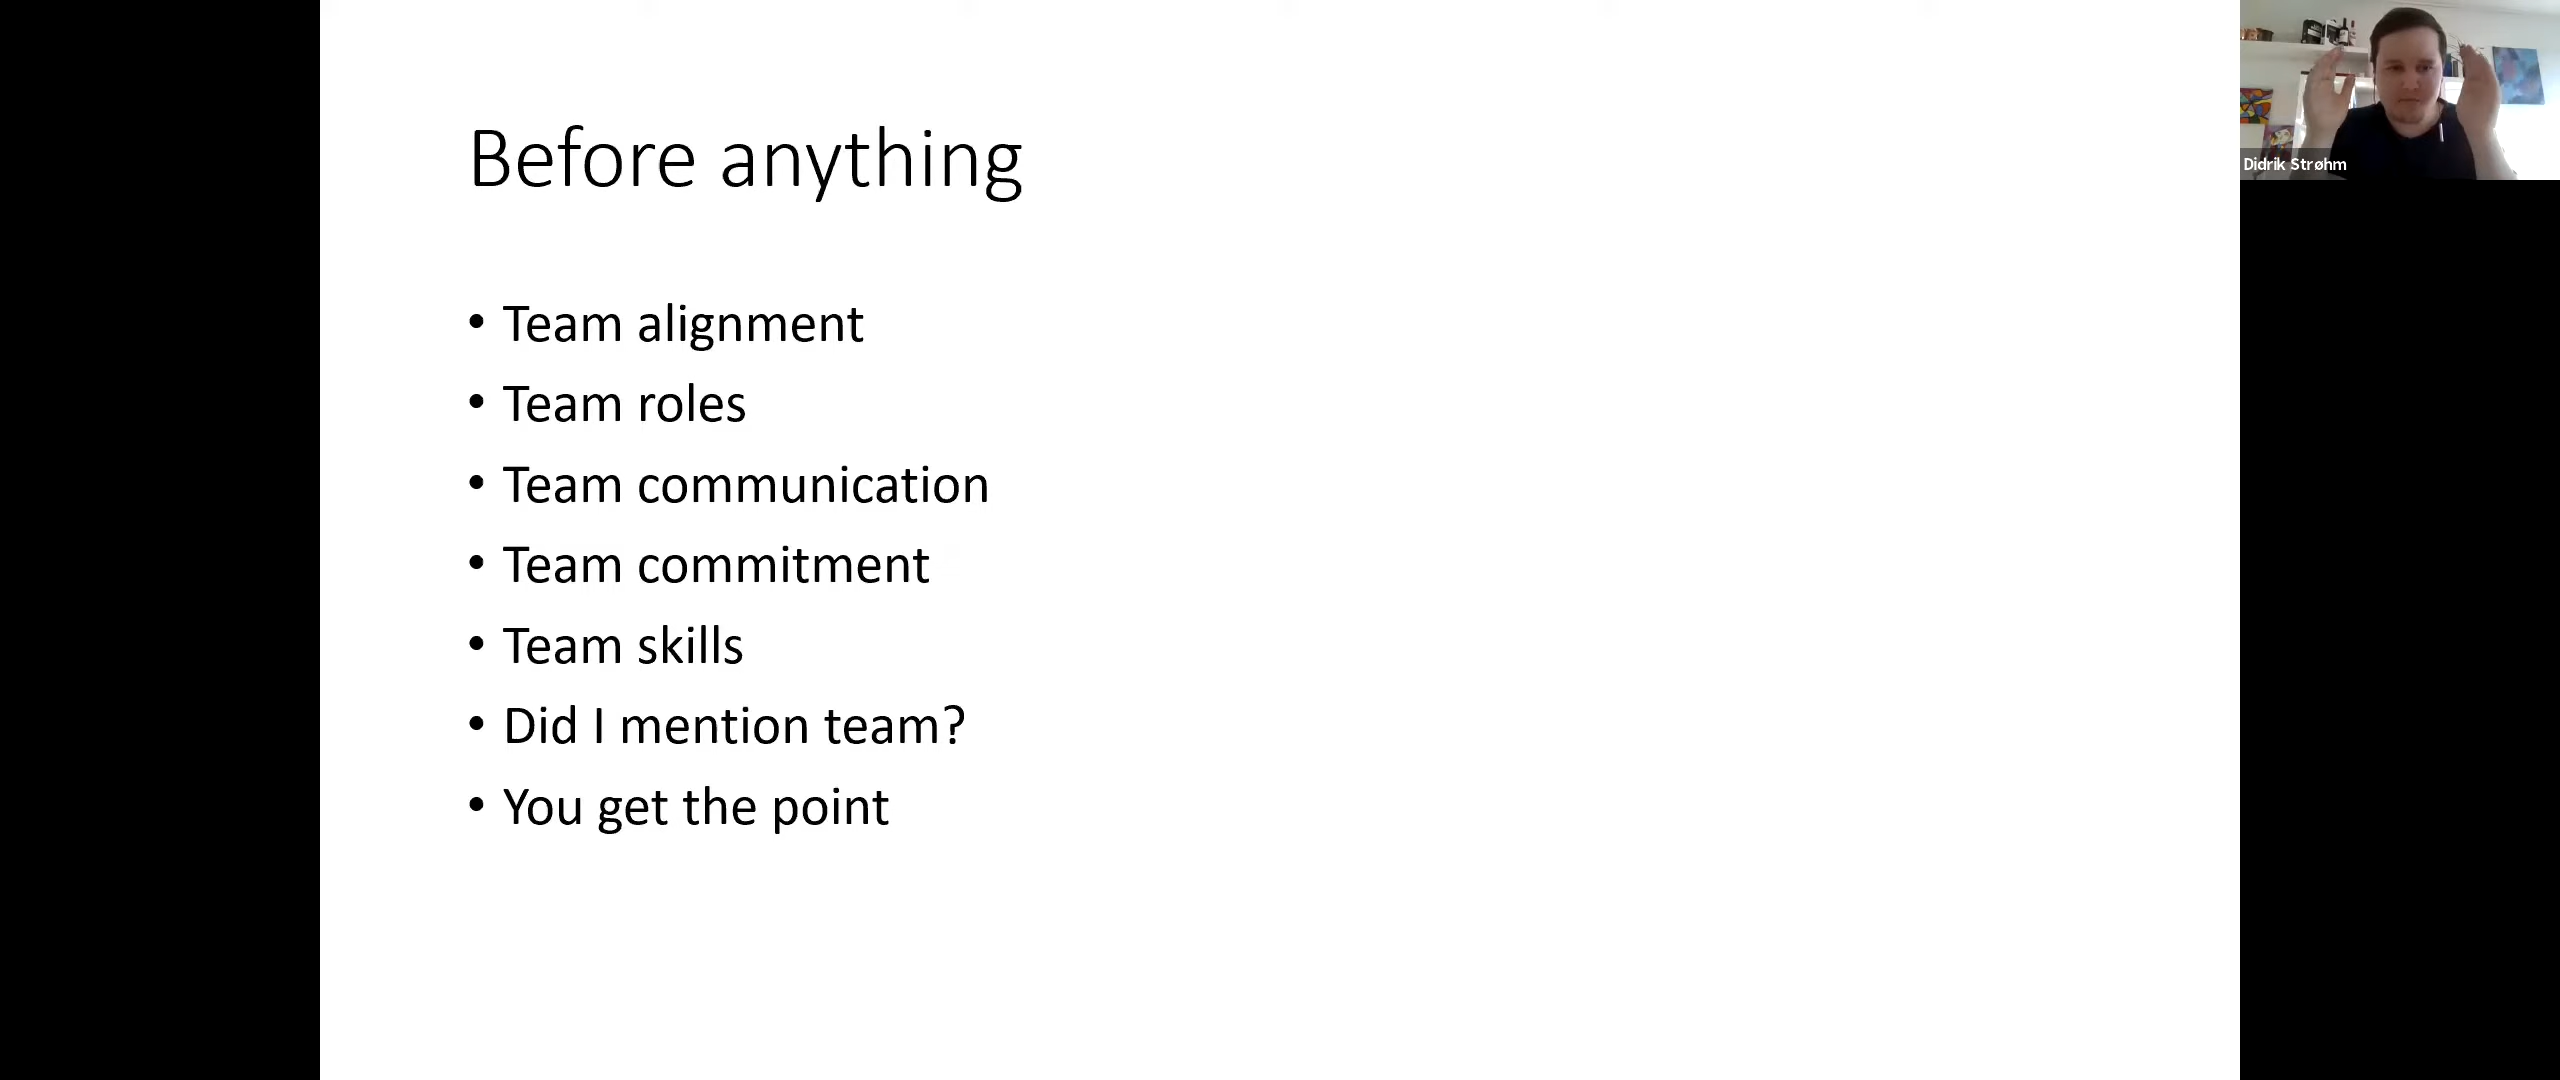 Before anything
• Team alignment
• Team roles
• Team communication
• Team commitment
• Team skills
• Did I mention team?
• You get the point
Didrik Strøhm